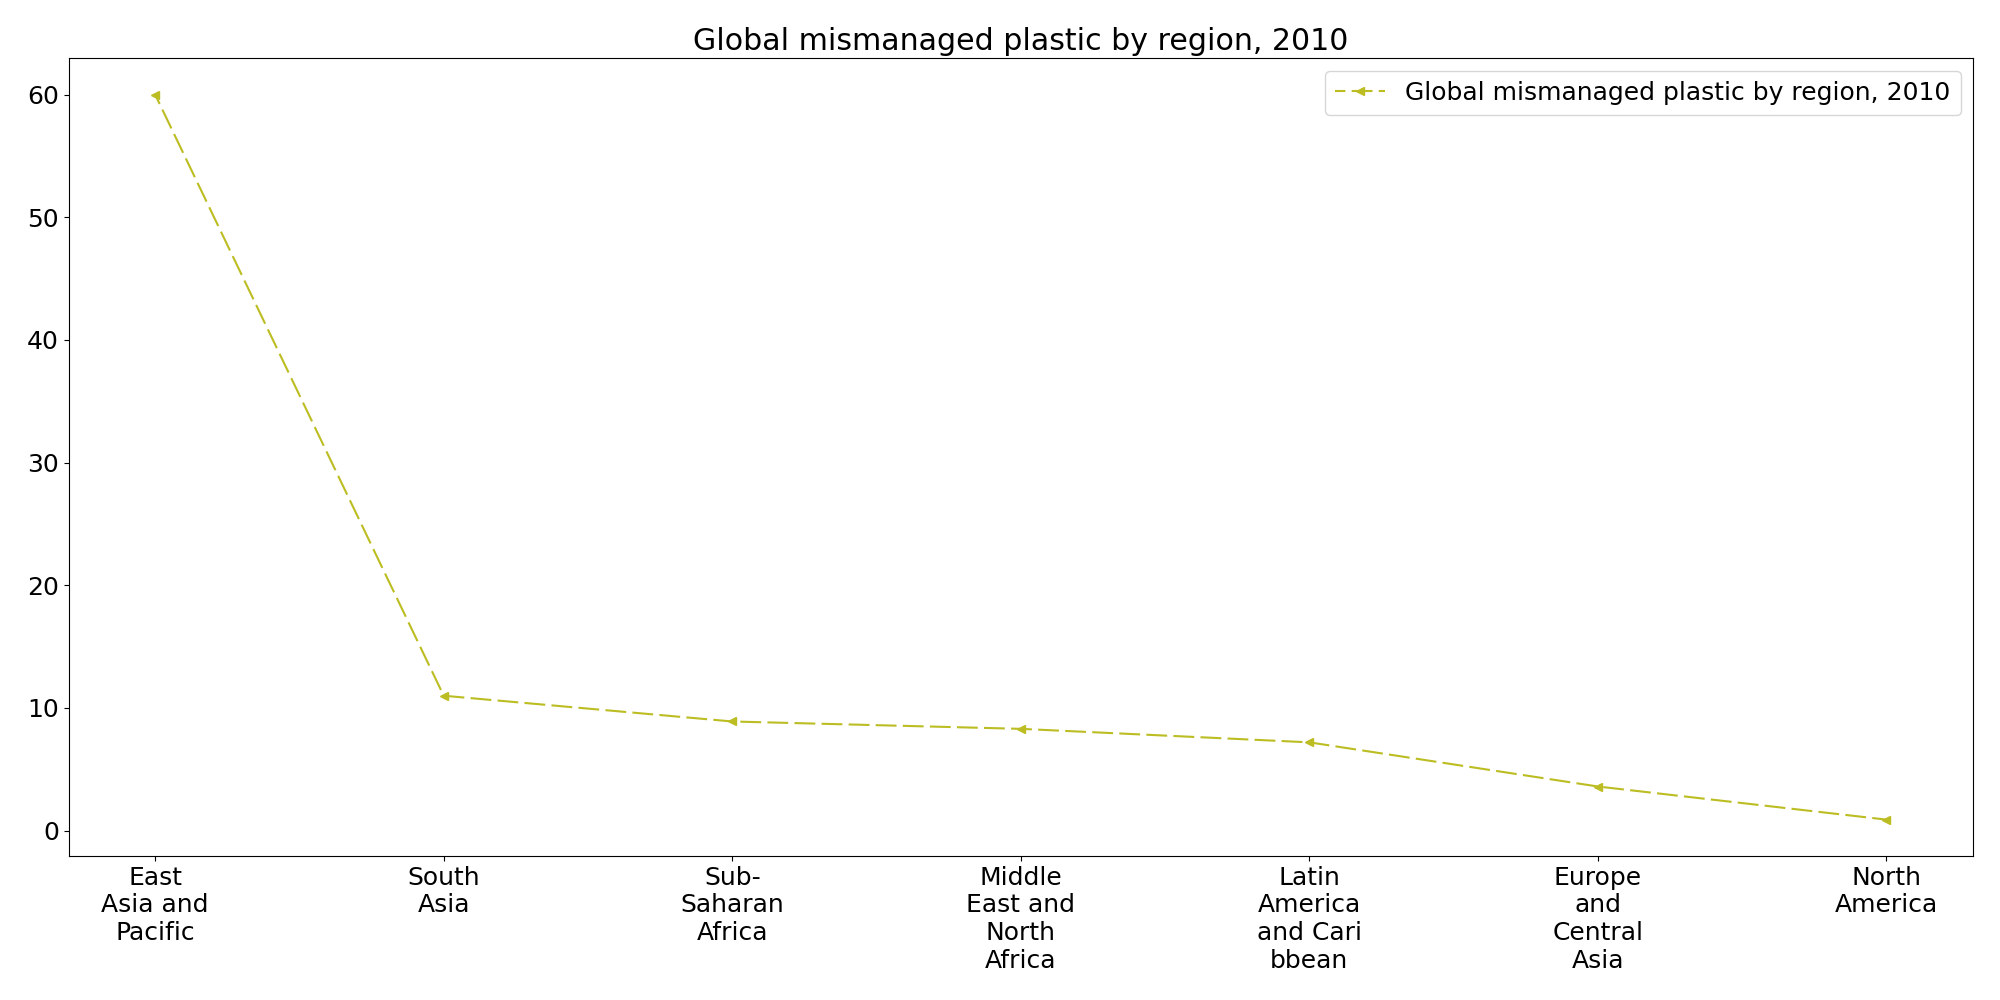 Global mismanaged plastic by region, 2010
Global mismanaged plastic by region, 2010
60
50
40
30
20
10
0
East
Asia and
Pacific
South
Asia
Sub-
Saharan
Africa
Middle
East and
North
Africa
Latin
America
and Cari
bbean
Europe
and
Central
Asia
North
America